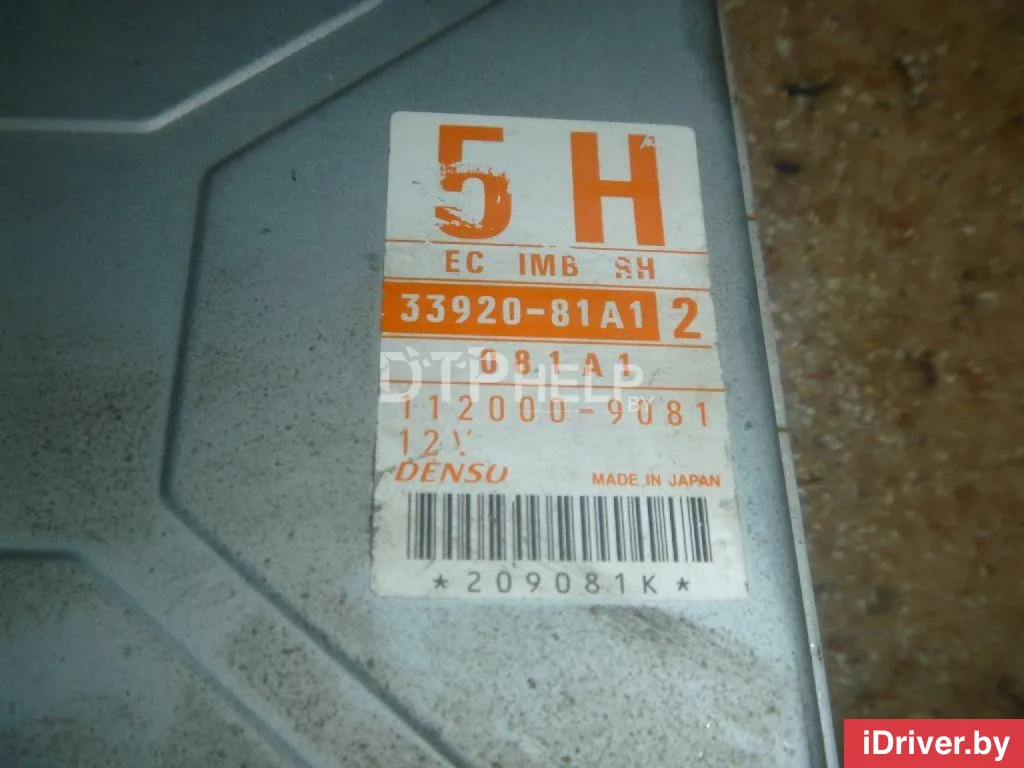 5 H
EC IMB RH
33920-81A1 2
081A1
DTPHELP
BY
112000-9081
12V
DENSO MADE IN JAPAN
*209081K*
iDriver.by